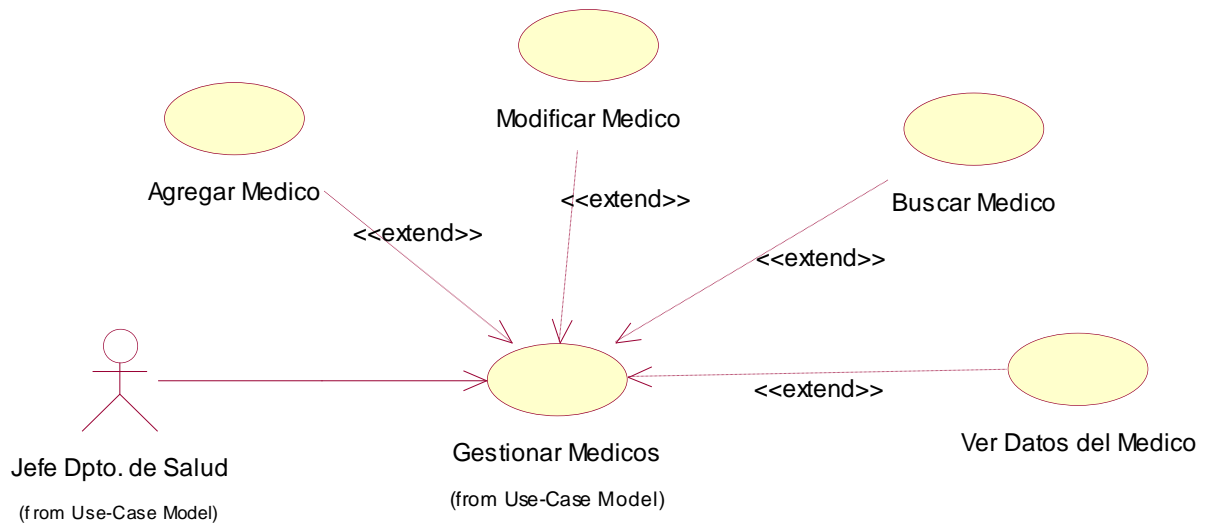 Modificar Medico
Agregar Medico
Buscar Medico
<<extend>>
<<extend>>
<<extend>>
<<extend>>
Jefe Dpto. de Salud
(from Use-Case Model)
Gestionar Medicos
(from Use-Case Model)
Ver Datos del Medico